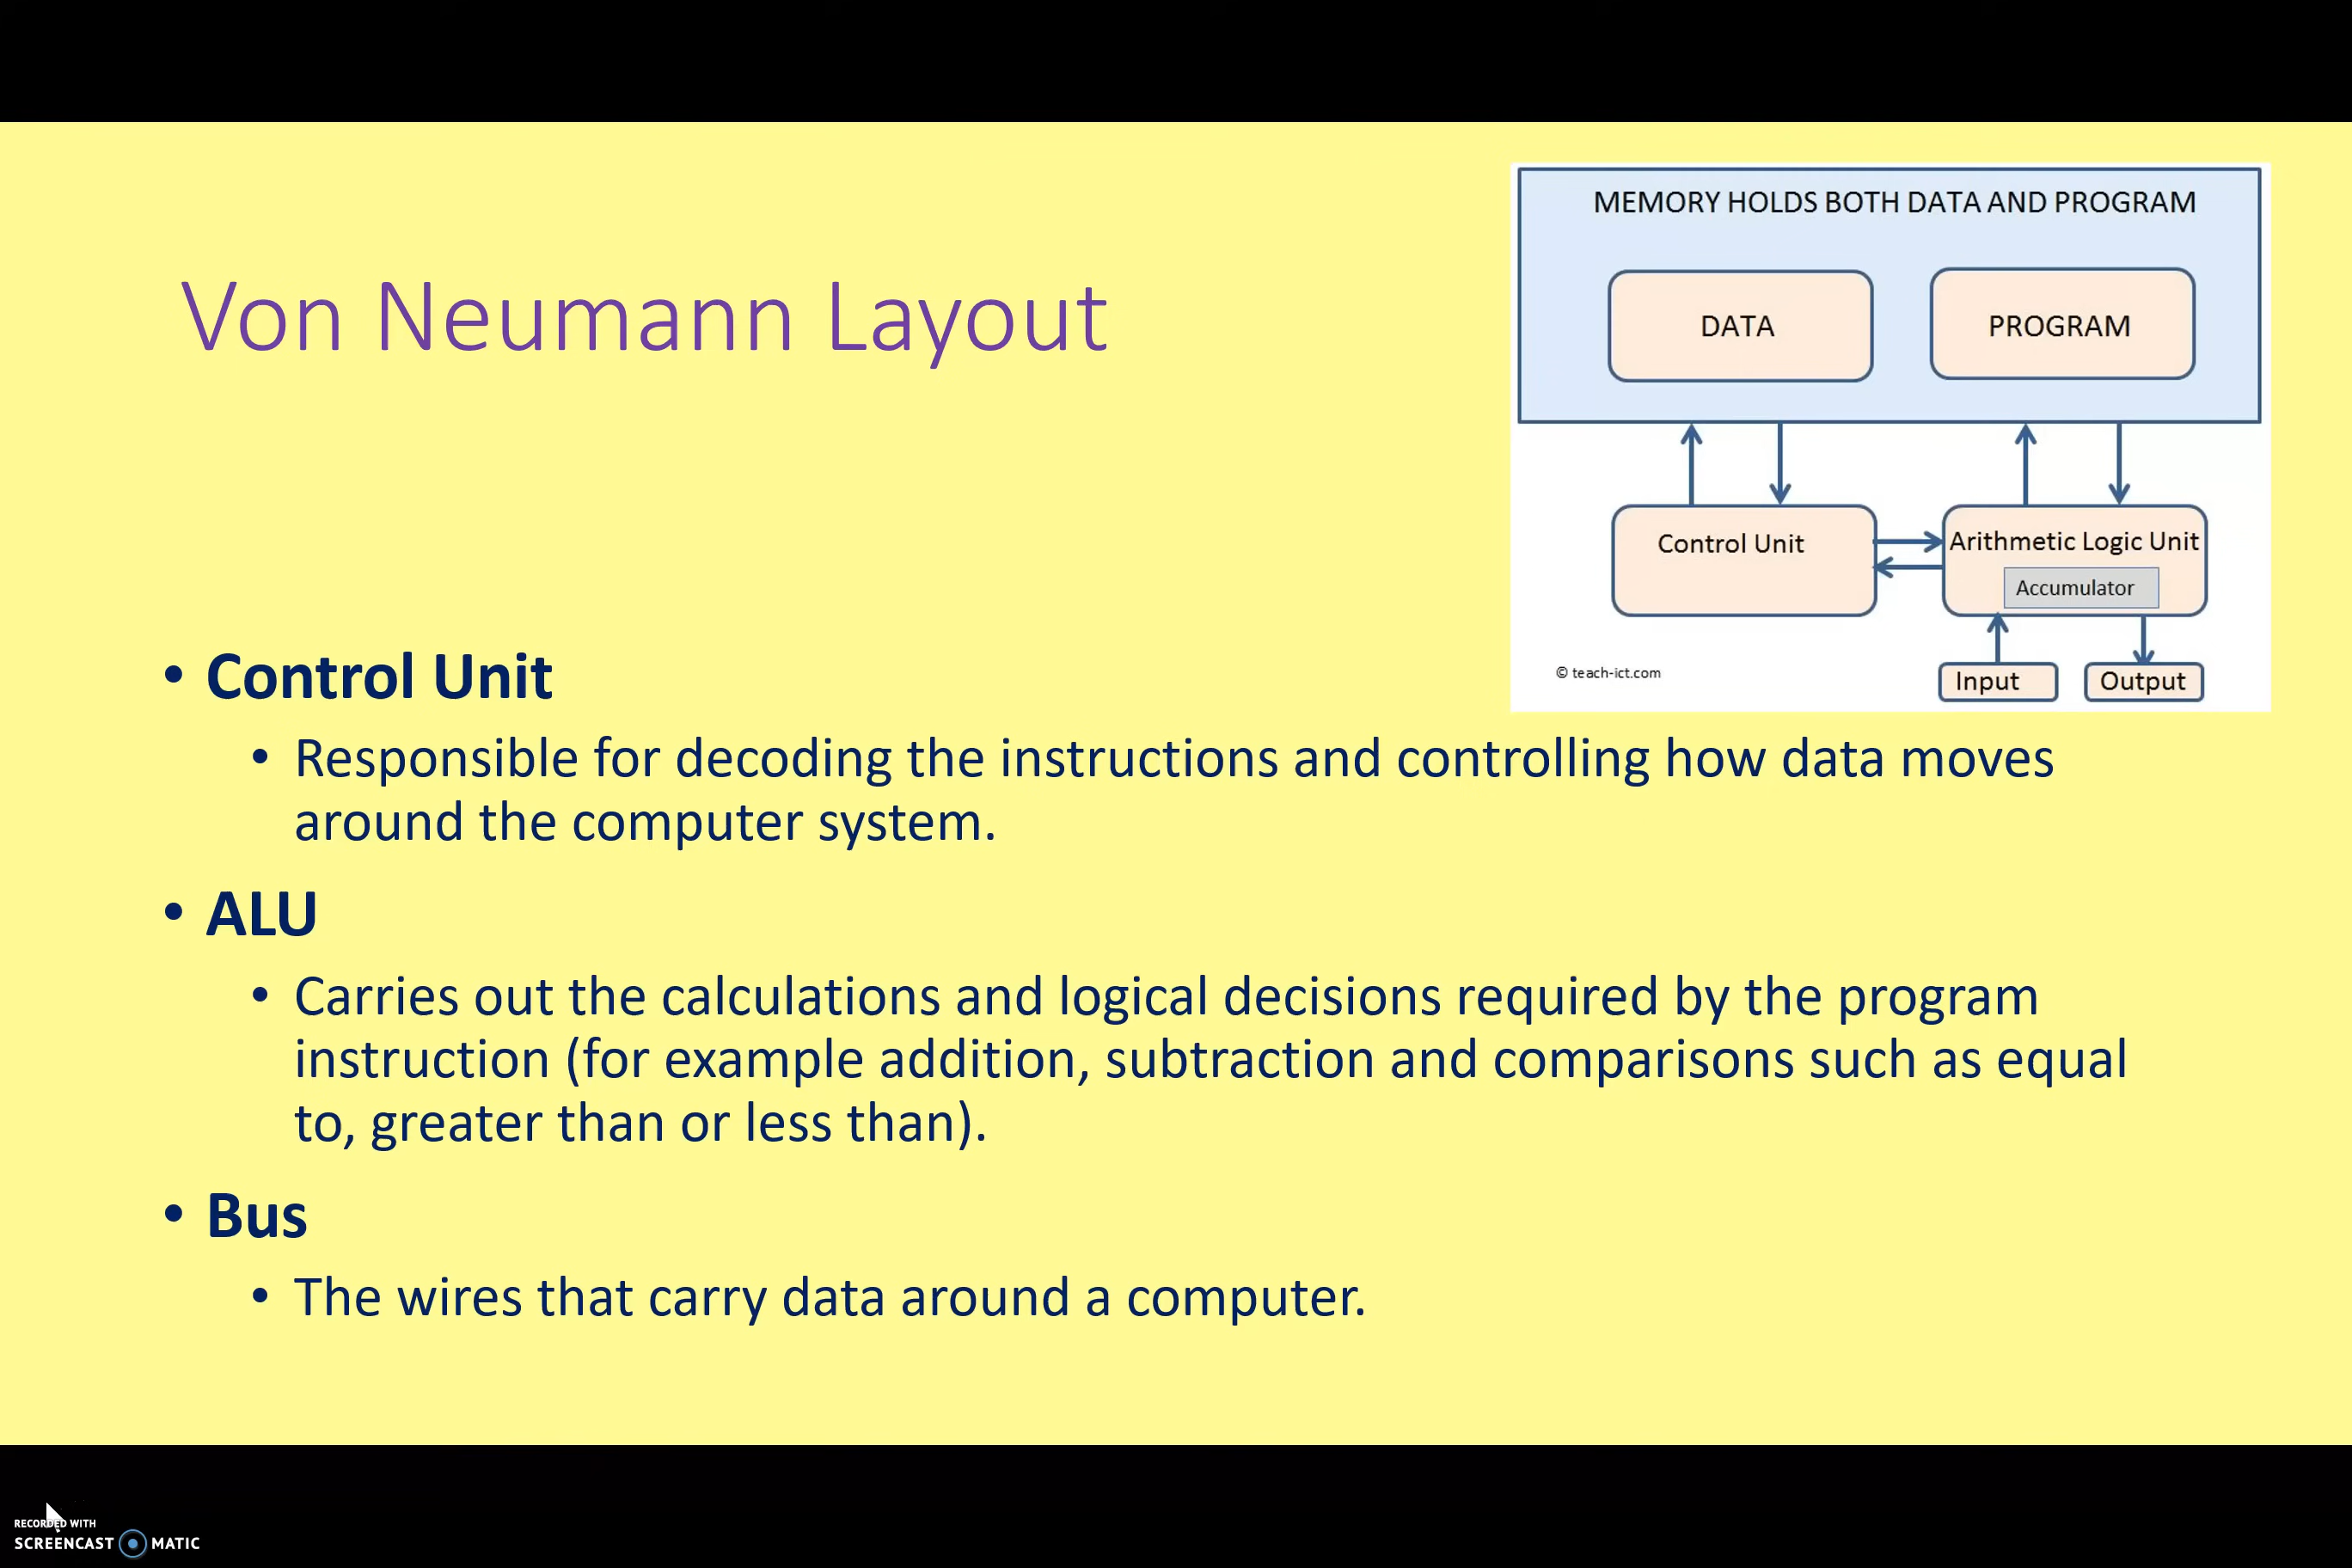 Von Neumann Layout
MEMORY HOLDS BOTH DATA AND PROGRAM
DATA
PROGRAM
Control Unit
Arithmetic Logic Unit
Accumulator
Input
Output
© teach-ict.com
• Control Unit
• Responsible for decoding the instructions and controlling how data moves
around the computer system.
• ALU
• Carries out the calculations and logical decisions required by the program
instruction (for example addition, subtraction and comparisons such as equal
to, greater than or less than).
• Bus
• The wires that carry data around a computer.
RECORDED WITH
SCREENCAST MATIC